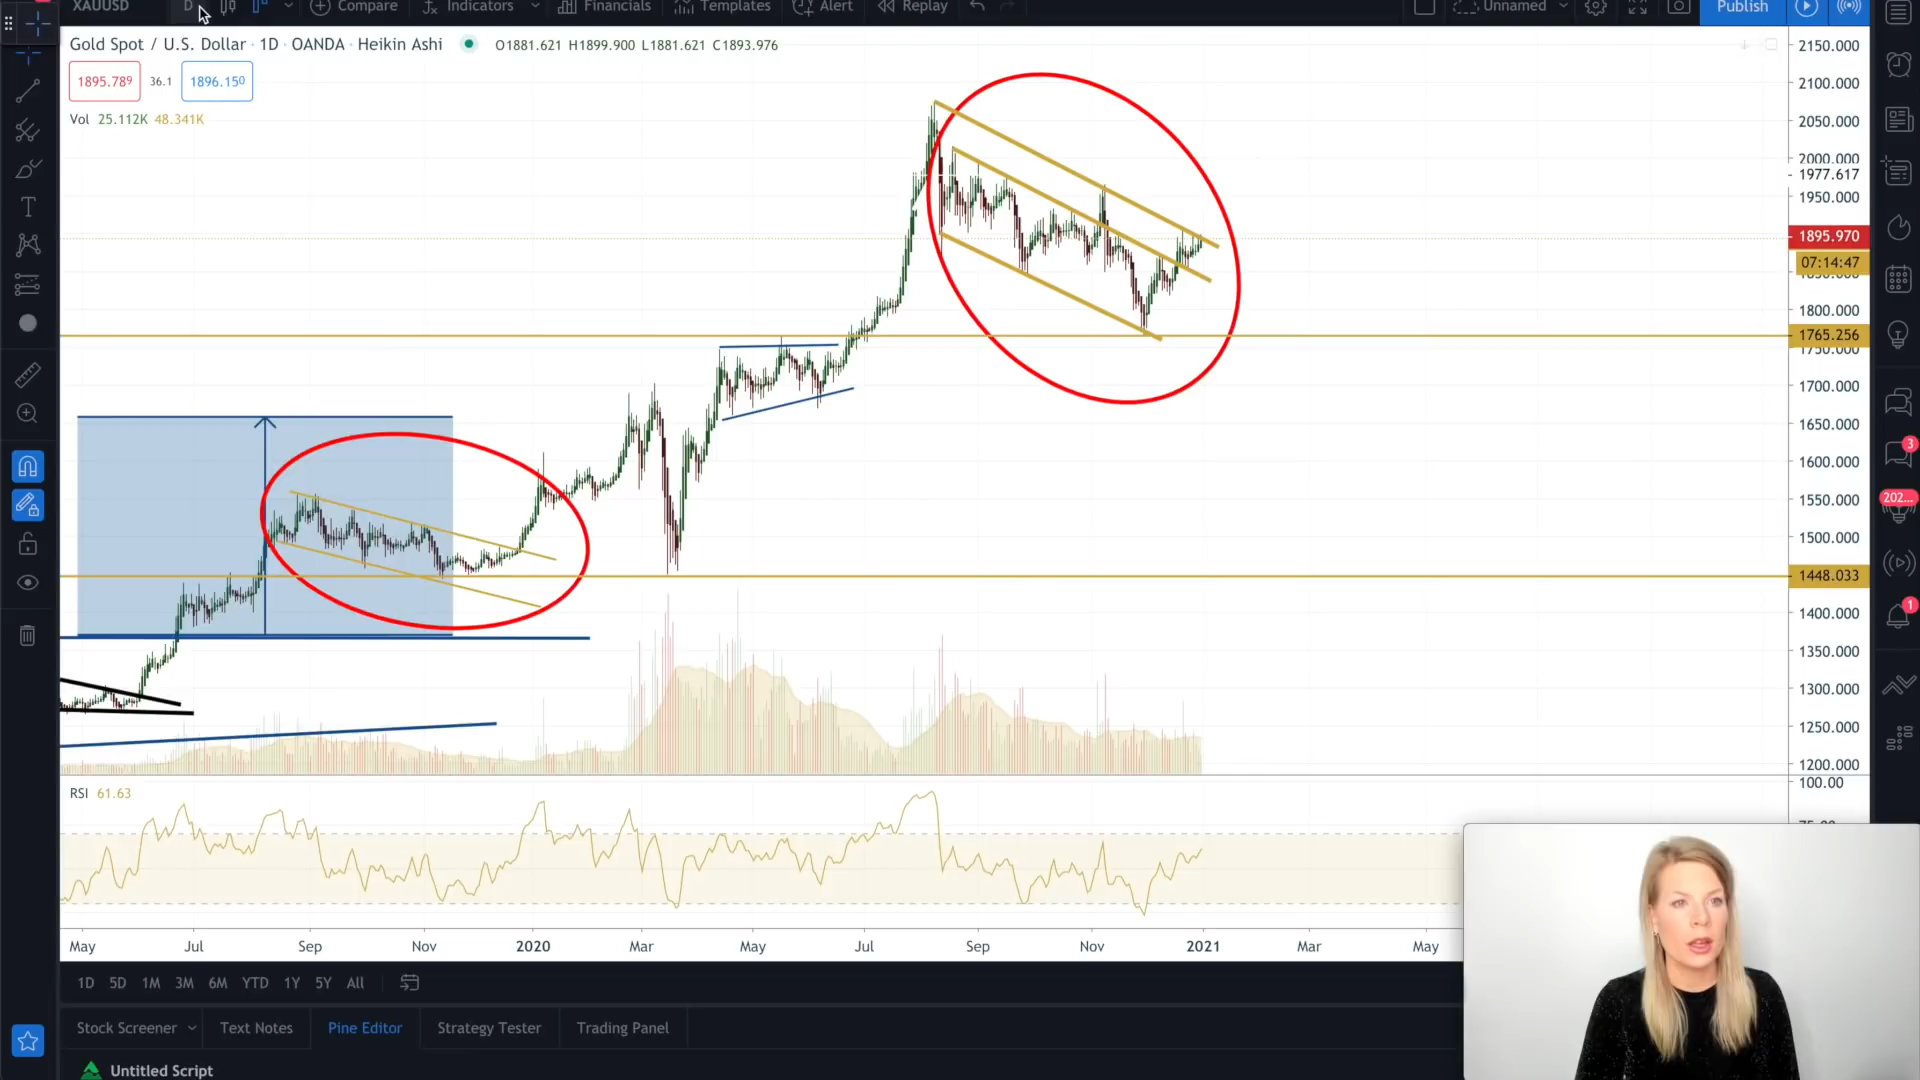 XAUUSD D Compare Indicators Financials Templates Alert Replay Unnamed Publish
Gold Spot / U.S. Dollar · 1D · OANDA · Heikin Ashi O1881.621 H1899.900 L1881.621 C1893.976
1895.789 36.1 1896.150
Vol 25.112K 48.341K
2150.000
2100.000
2050.000
2000.000
1977.617
1950.000
1895.970
07:14:47
1800.000
1765.256
1750.000
1700.000
1650.000
1600.000
1550.000
1500.000
1448.033
1400.000
1350.000
1300.000
1250.000
1200.000
100.00
RSI 61.63
3
202...
1
May Jul Sep Nov 2020 Mar May Jul Sep Nov 2021 Mar May
1D 5D 1M 3M 6M YTD 1Y 5Y All
Stock Screener Text Notes Pine Editor Strategy Tester Trading Panel
Untitled Script